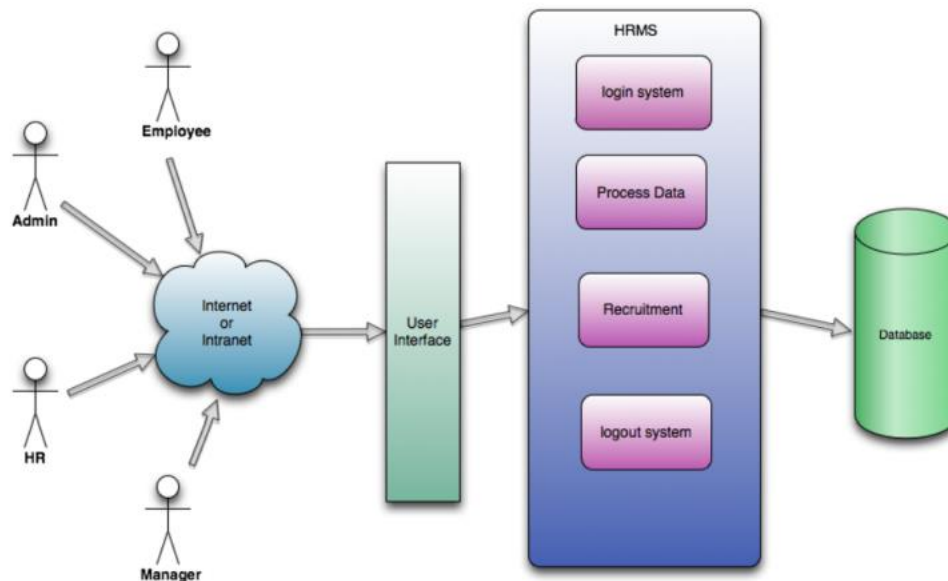 HRMS
login system
Employee
Process Data
Admin
Internet
or
Intranet
Recruitment
User
Interface
Database
logout system
HR
Manager